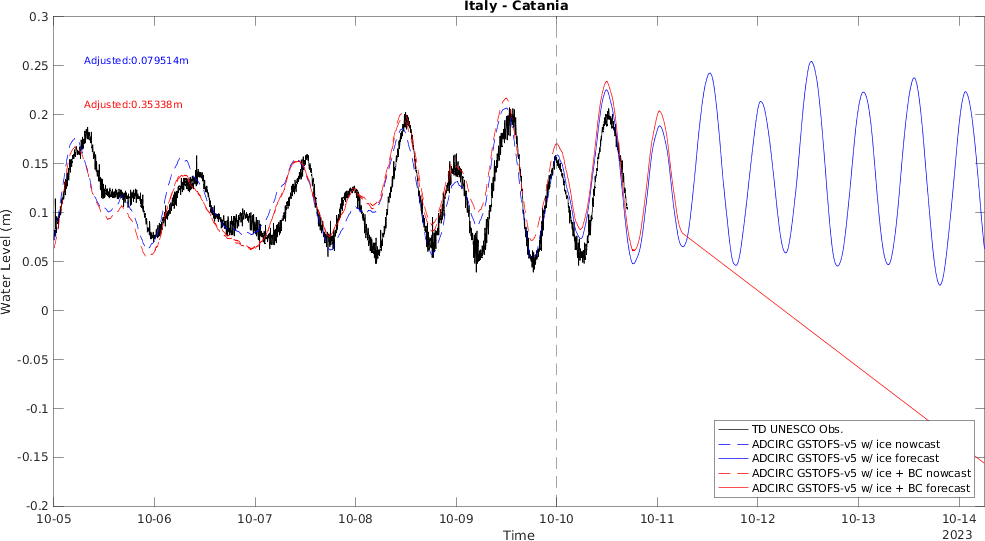 Italy - Catania
0.3
0.25
0.2
0.15
0.1
0.05
0
-0.05
-0.1
-0.15
-0.2
Water Level (m)
Adjusted:0.079514m
Adjusted:0.35338m
TD UNESCO Obs.
ADCIRC GSTOFS-v5 w/ ice nowcast
ADCIRC GSTOFS-v5 w/ ice forecast
ADCIRC GSTOFS-v5 w/ ice + BC nowcast
ADCIRC GSTOFS-v5 w/ ice + BC forecast
10-05 10-06 10-07 10-08 10-09 10-10 10-11 10-12 10-13 10-14
Time
2023